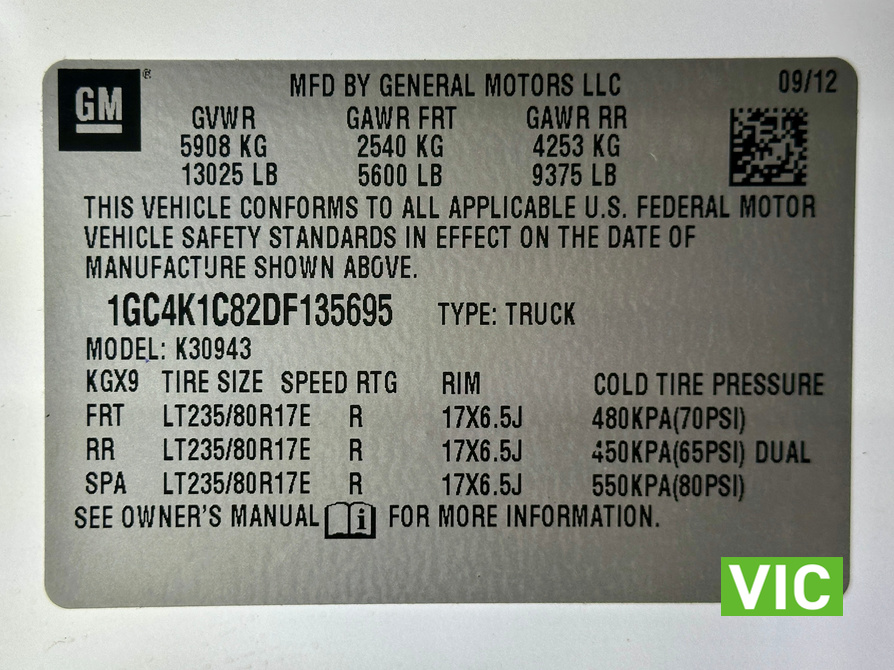 GM ®
MFD BY GENERAL MOTORS LLC 09/12
GVWR GAWR FRT GAWR RR
5908 KG 2540 KG 4253 KG
13025 LB 5600 LB 9375 LB
THIS VEHICLE CONFORMS TO ALL APPLICABLE U.S. FEDERAL MOTOR
VEHICLE SAFETY STANDARDS IN EFFECT ON THE DATE OF
MANUFACTURE SHOWN ABOVE.
1GC4K1C82DF135695 TYPE: TRUCK
MODEL: K30943
KGX9 TIRE SIZE SPEED RTG RIM COLD TIRE PRESSURE
FRT LT235/80R17E R 17X6.5J 480KPA(70PSI)
RR LT235/80R17E R 17X6.5J 450KPA(65PSI) DUAL
SPA LT235/80R17E R 17X6.5J 550KPA(80PSI)
SEE OWNER'S MANUAL i FOR MORE INFORMATION.
VIC